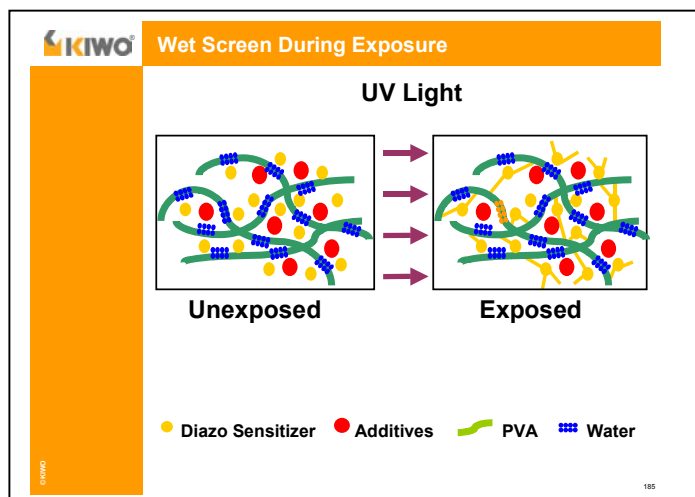 KIWO®
Wet Screen During Exposure
UV Light
Unexposed
Exposed
Diazo Sensitizer
Additives
PVA
Water
© KIWO
185